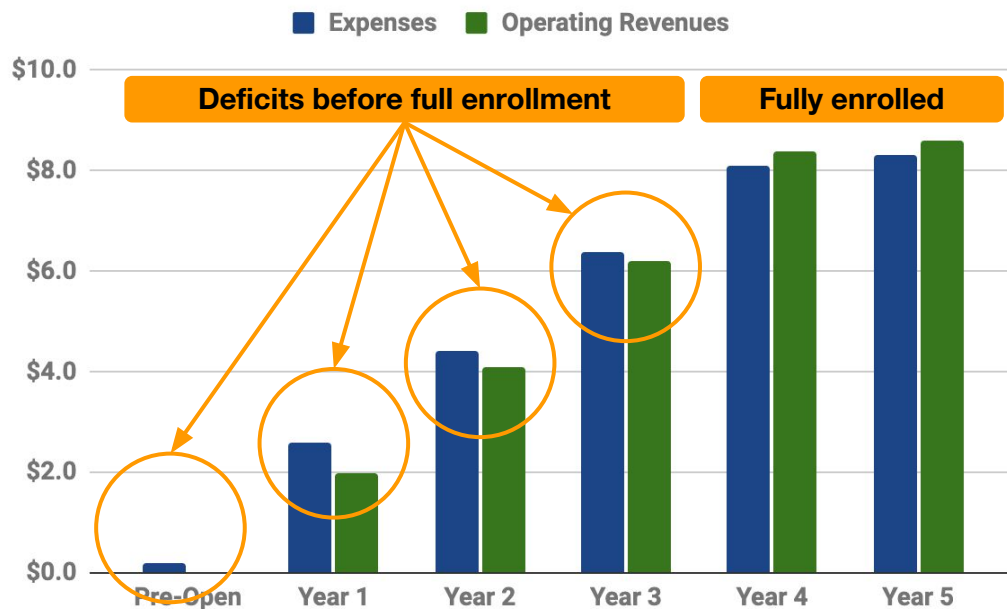 Expenses Operating Revenues
$10.0
Deficits before full enrollment Fully enrolled
$8.0
$6.0
$4.0
$2.0
$0.0
Pre-Open Year 1 Year 2 Year 3 Year 4 Year 5